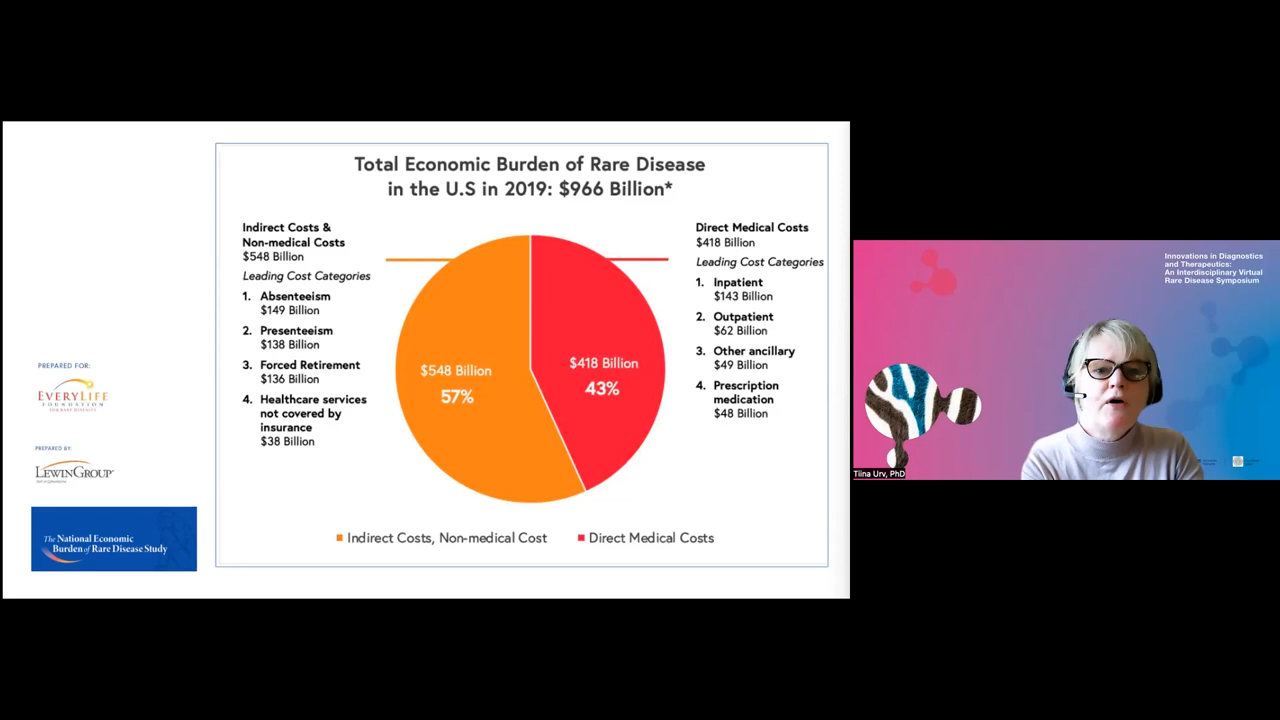 Total Economic Burden of Rare Disease
in the U.S in 2019: $966 Billion*
Indirect Costs &
Non-medical Costs
$548 Billion
Leading Cost Categories
1. Absenteeism
$149 Billion
2. Presenteeism
$138 Billion
3. Forced Retirement
$136 Billion
4. Healthcare services
not covered by
insurance
$38 Billion
$548 Billion
57%
$418 Billion
43%
Direct Medical Costs
$418 Billion
Leading Cost Categories
1. Inpatient
$143 Billion
2. Outpatient
$62 Billion
3. Other ancillary
$49 Billion
4. Prescription
medication
$48 Billion
Indirect Costs, Non-medical Cost
Direct Medical Costs
PREPARED FOR:
EVERYLIFE
FOUNDATION
FOR RARE DISEASES
PREPARED BY:
LEWINGROUP
The National Economic
Burden of Rare Disease Study
Innovations in Diagnostics
and Therapeutics:
An Interdisciplinary Virtual
Rare Disease Symposium
Tiina Urv, PhD